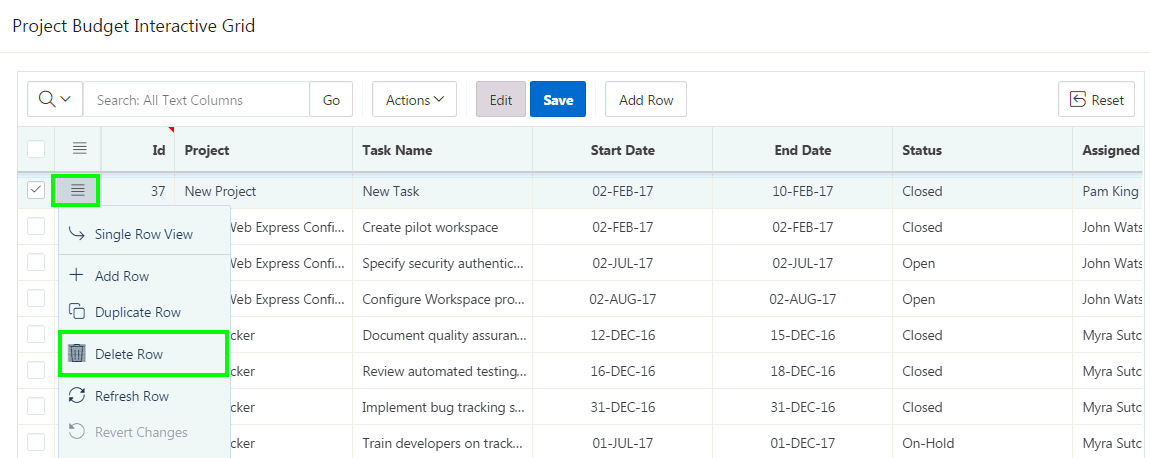 Project Budget Interactive Grid
Search: All Text Columns Go Actions Edit Save Add Row Reset
Id Project Task Name Start Date End Date Status Assigned
37 New Project New Task 02-FEB-17 10-FEB-17 Closed Pam King
Web Express Confi... Create pilot workspace 02-FEB-17 02-FEB-17 Closed John Wats
Single Row View
Web Express Confi... Specify security authentic... 02-JUL-17 02-JUL-17 Open John Wats
Add Row
Web Express Confi... Configure Workspace pro... 02-AUG-17 02-AUG-17 Open John Wats
Duplicate Row
cker Document quality assuran... 12-DEC-16 15-DEC-16 Closed Myra Sutc
Delete Row
cker Review automated testing... 16-DEC-16 18-DEC-16 Closed Myra Sutc
Refresh Row
cker Implement bug tracking s... 31-DEC-16 31-DEC-16 Closed Myra Sutc
Revert Changes
cker Train developers on track... 01-JUL-17 01-DEC-17 On-Hold Myra Sutc